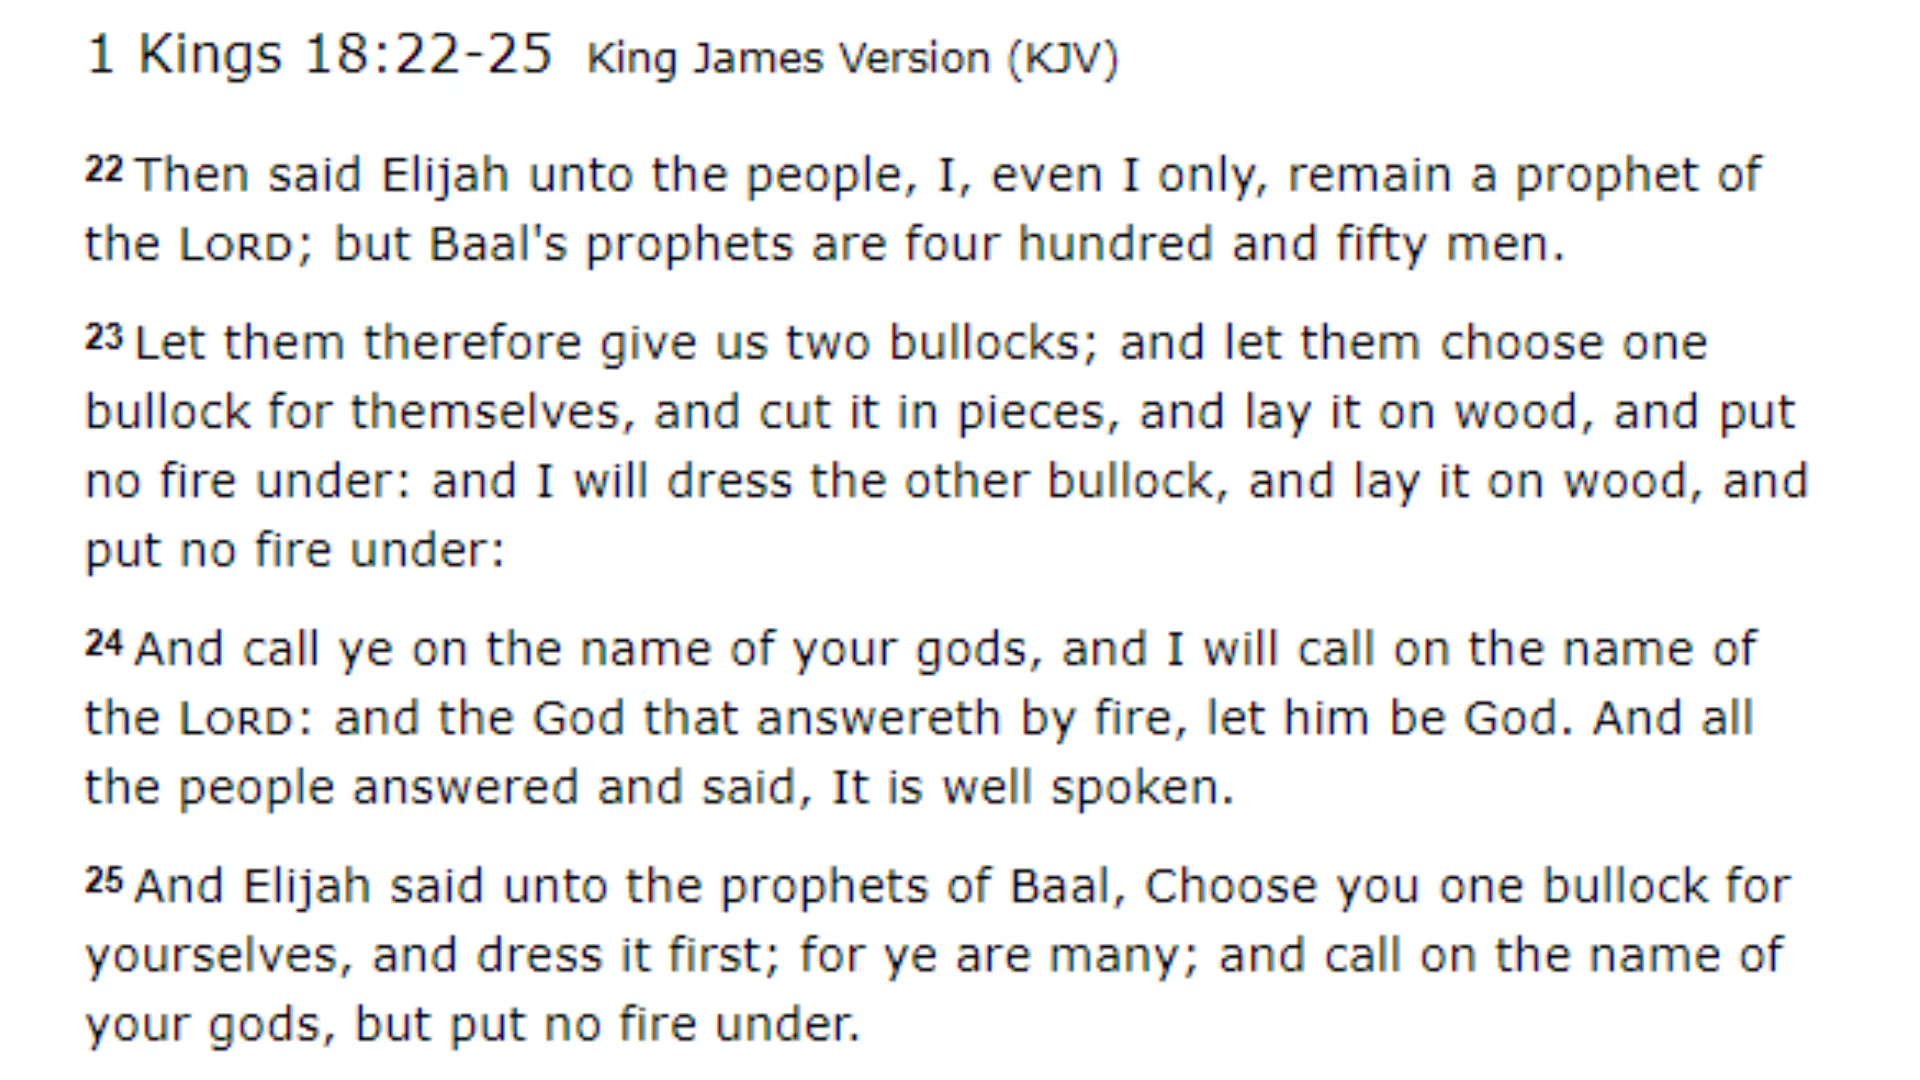 1 Kings 18:22-25 King James Version (KJV)
22 Then said Elijah unto the people, I, even I only, remain a prophet of
the LORD; but Baal's prophets are four hundred and fifty men.
23 Let them therefore give us two bullocks; and let them choose one
bullock for themselves, and cut it in pieces, and lay it on wood, and put
no fire under: and I will dress the other bullock, and lay it on wood, and
put no fire under:
24 And call ye on the name of your gods, and I will call on the name of
the LORD: and the God that answereth by fire, let him be God. And all
the people answered and said, It is well spoken.
25 And Elijah said unto the prophets of Baal, Choose you one bullock for
yourselves, and dress it first; for ye are many; and call on the name of
your gods, but put no fire under.